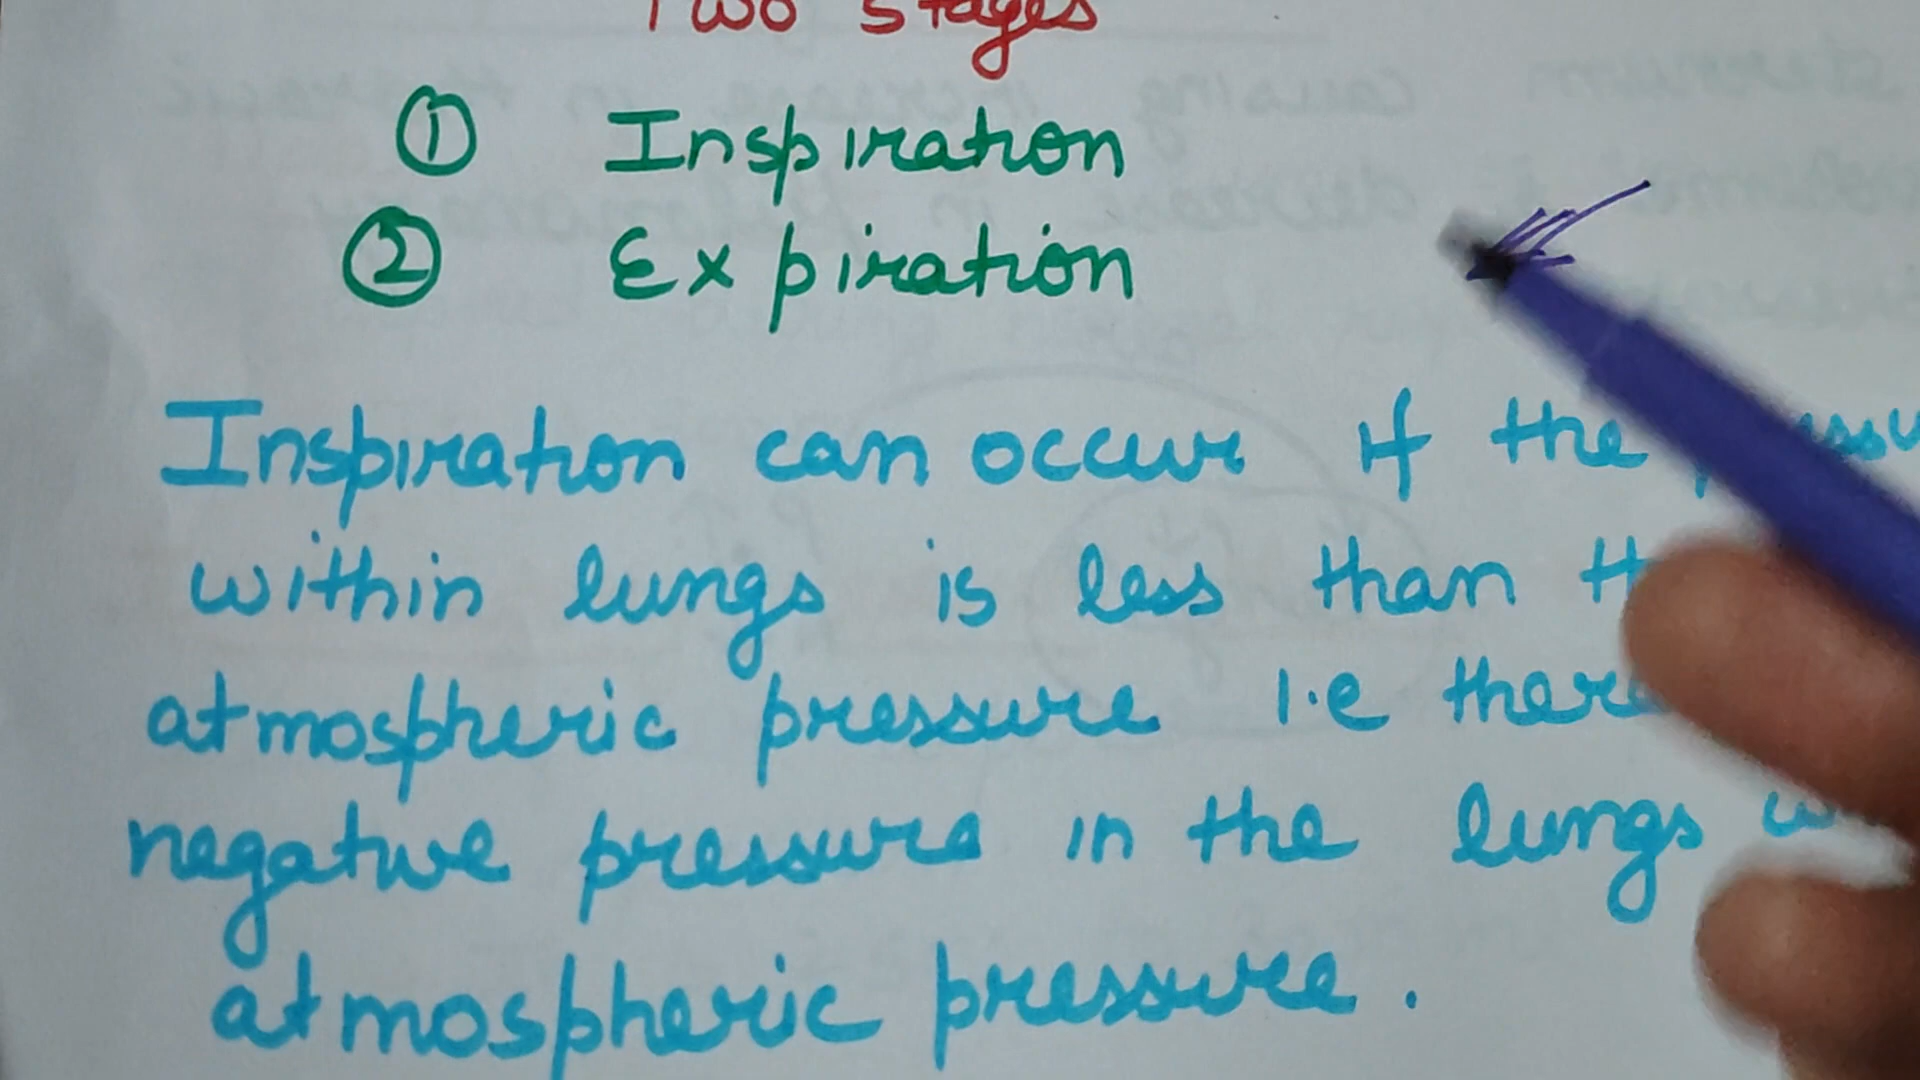 Two stages
① Inspiration
② Expiration
Inspiration can occur if the
within lungs is less than
atmospheric pressure i.e there
negative pressure in the lungs
atmospheric pressure.